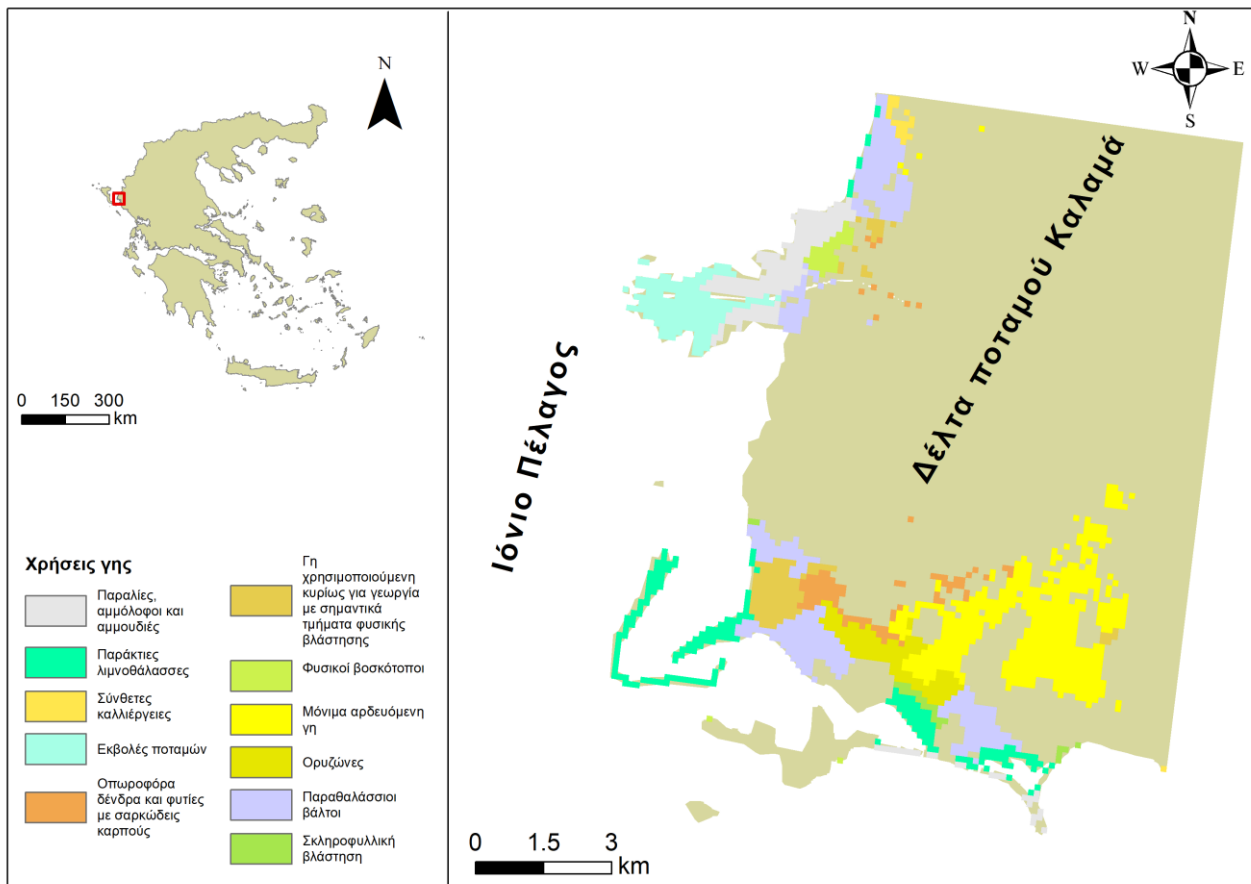 N
0 150 300
km
Χρήσεις γης
Παραλίες,
αμμόλοφοι και
αμμουδιές
Παράκτιες
λιμνοθάλασσες
Σύνθετες
καλλιέργειες
Εκβολές ποταμών
Οπωροφόρα
δένδρα και φυτίες
με σαρκώδεις
καρπούς
Γη
χρησιμοποιούμενη
κυρίως για γεωργία
με σημαντικά
τμήματα φυσικής
βλάστησης
Φυσικοί βοσκότοποι
Μόνιμα αρδευόμενη
γη
Ορυζώνες
Παραθαλάσσιοι
βάλτοι
Σκληροφυλλική
βλάστηση
N
W E
S
Δέλτα ποταμού Καλαμά
Ιόνιο Πέλαγος
0 1.5 3
km